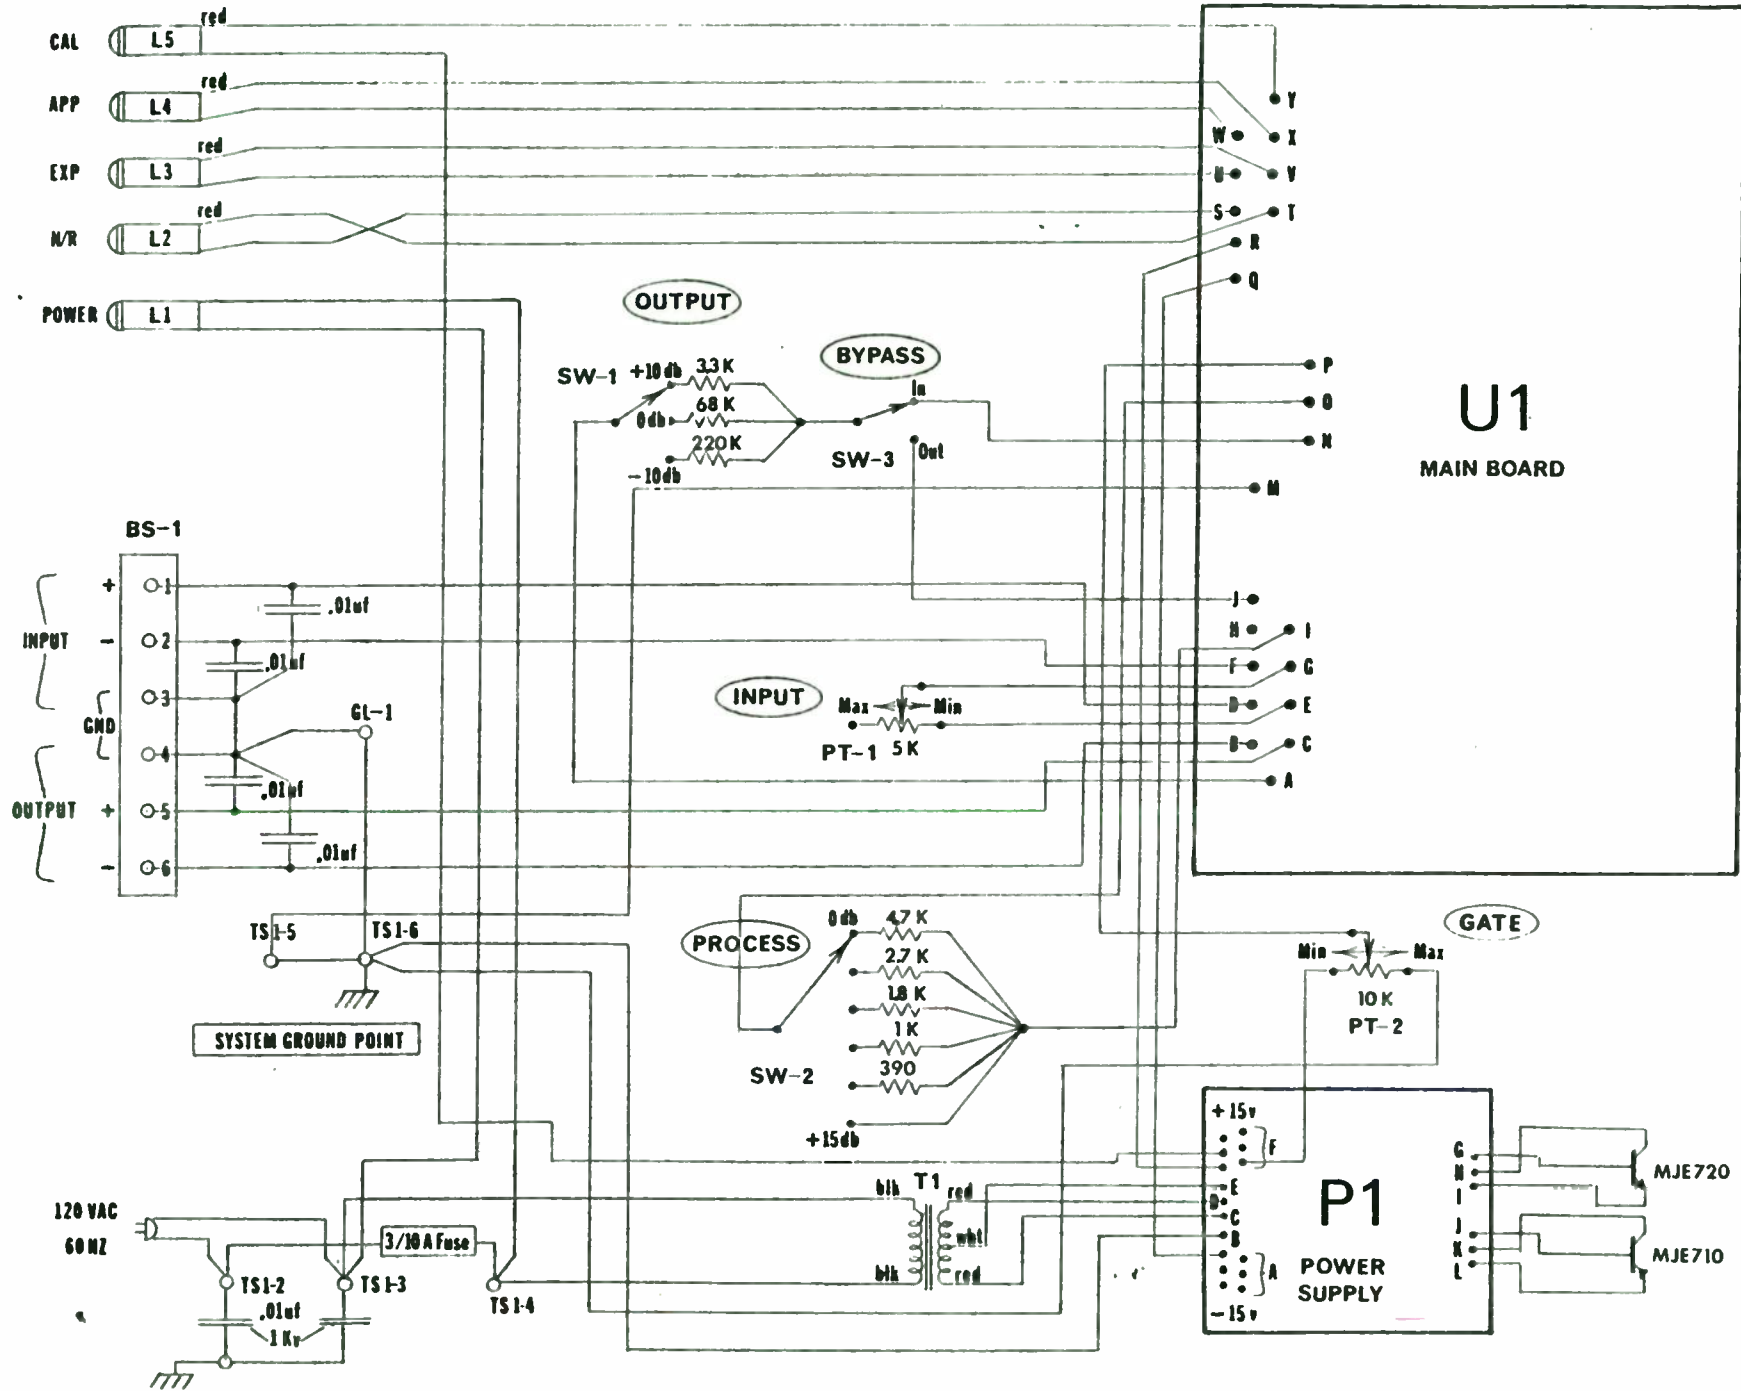 CAL L5 red
APP L4 red
EXP L3 red
N/R L2 red
POWER L1
Y
W X
U V
S T
R
Q
P
O
N
M
U1
MAIN BOARD
OUTPUT
BYPASS
SW-1 +10db 3.3K
0db 68K
220K
-10db
In
SW-3 Out
BS-1
+ 1
.01uf
INPUT
- 2
.01uf
3
GND
GL-1
4
.01uf
OUTPUT + 5
.01uf
- 6
J
H I
F G
D E
B C
A
INPUT
Max Min
PT-1 5K
TS1-5 TS1-6
SYSTEM GROUND POINT
PROCESS
0db 4.7K
2.7K
1.8K
1K
390
SW-2
+15db
GATE
Min Max
10K
PT-2
120 VAC
60HZ
3/10A Fuse
TS1-2 TS1-3
TS1-4
.01uf
1Kv
blk T1 red
wht
blk red
+15v
F
E
D
C
B
A
-15v
P1
POWER
SUPPLY
G
H
I
J
K
L
MJE720
MJE710